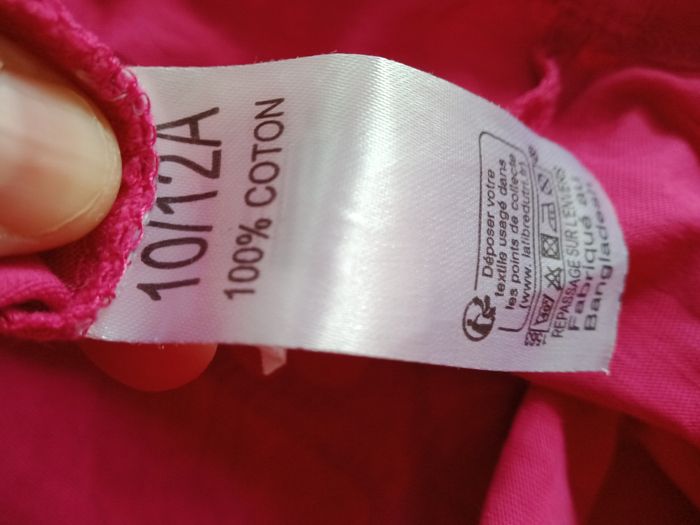 10/12A
100% COTON
Déposer votre
textile usagé dans
les points de collecte
(www.lafibredutri.fr)
REPASSAGE SUR L'ENVERS
Fabriqué au
Bangladesh